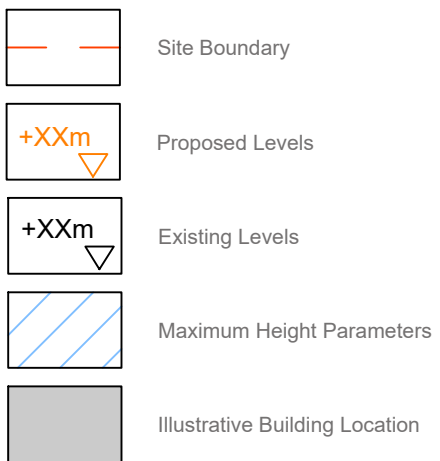 Site Boundary
+XXm
Proposed Levels
+XXm
Existing Levels
Maximum Height Parameters
Illustrative Building Location